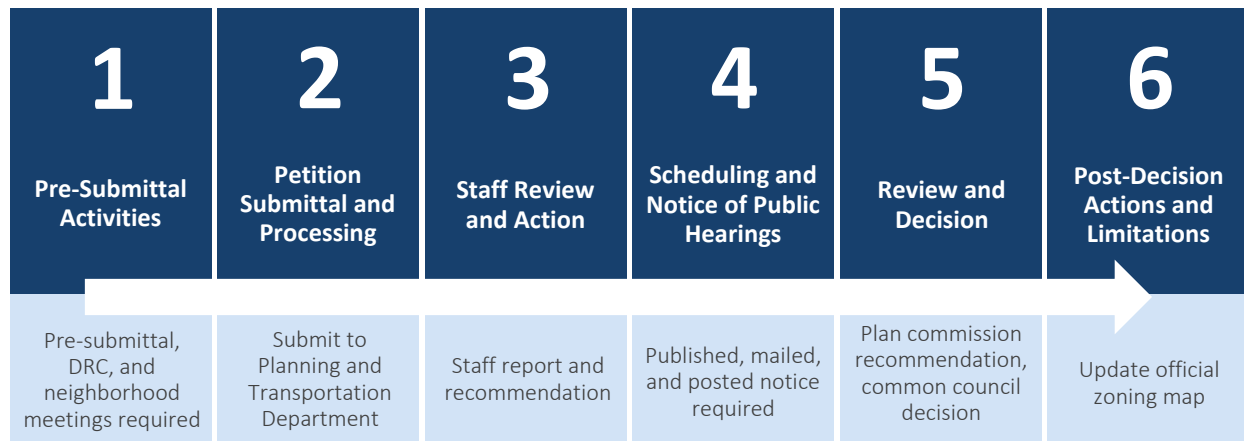 1
Pre-Submittal
Activities
Pre-submittal,
DRC, and
neighborhood
meetings required
2
Petition
Submittal and
Processing
Submit to
Planning and
Transportation
Department
3
Staff Review
and Action
Staff report and
recommendation
4
Scheduling and
Notice of Public
Hearings
Published, mailed,
and posted notice
required
5
Review and
Decision
Plan commission
recommendation,
common council
decision
6
Post-Decision
Actions and
Limitations
Update official
zoning map